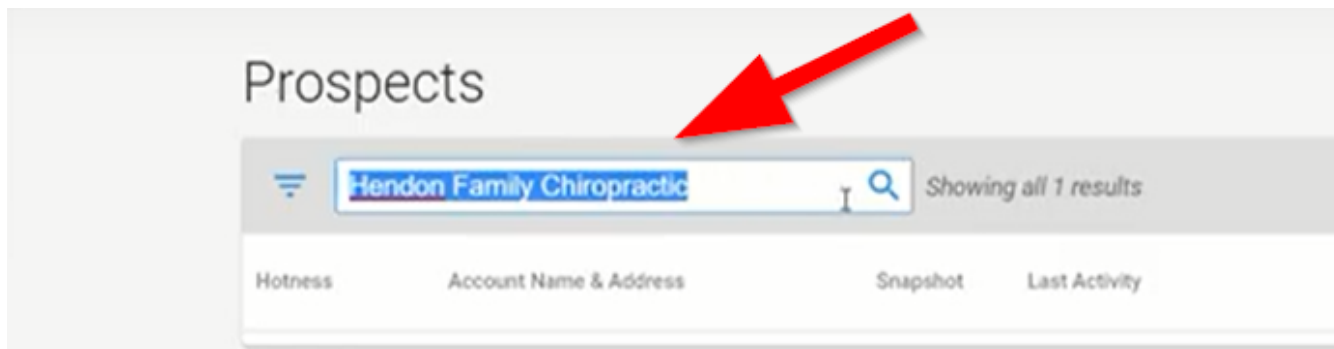 Prospects
Hendon Family Chiropractic Showing all 1 results
Hotness Account Name & Address Snapshot Last Activity